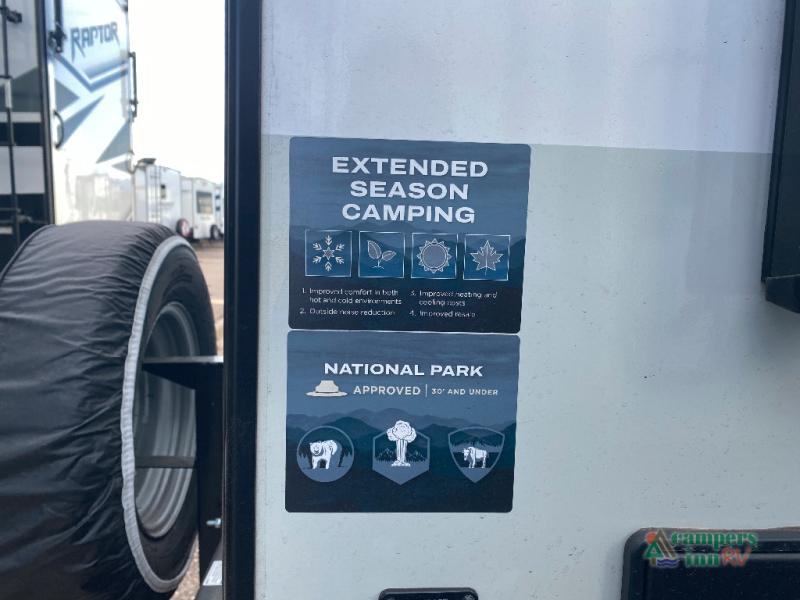 RAPTOR
EXTENDED
SEASON
CAMPING
1. Improved comfort in both
hot and cold environments
2. Outside noise reduction
3. Improved heating and
cooling costs
4. Improved resale
NATIONAL PARK
APPROVED | 30' AND UNDER
campers
inn RV